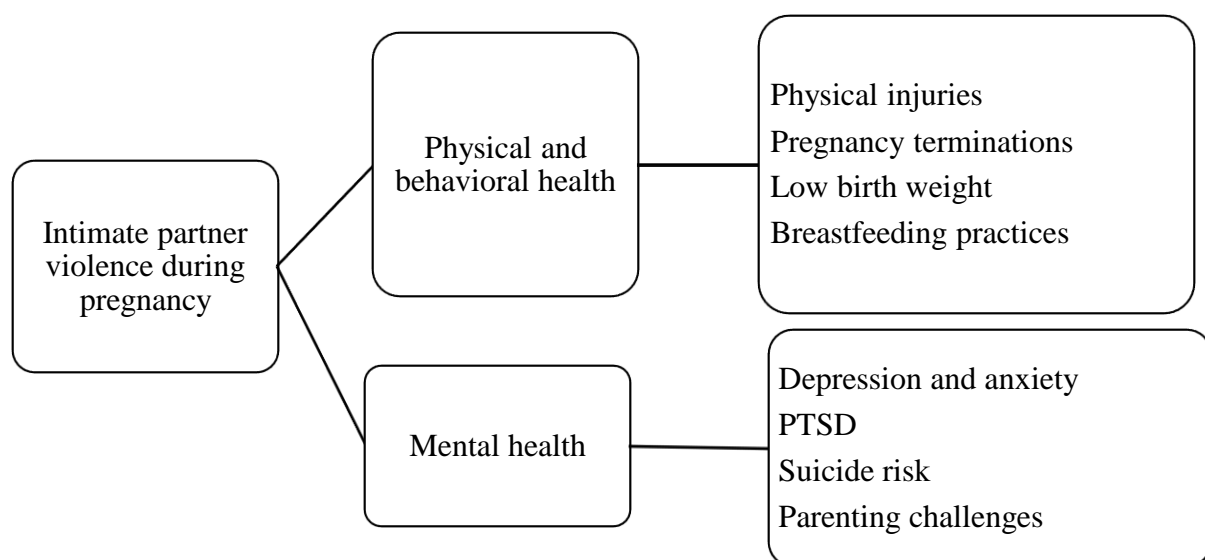 Intimate partner
violence during
pregnancy
Physical and
behavioral health
Physical injuries
Pregnancy terminations
Low birth weight
Breastfeeding practices
Mental health
Depression and anxiety
PTSD
Suicide risk
Parenting challenges